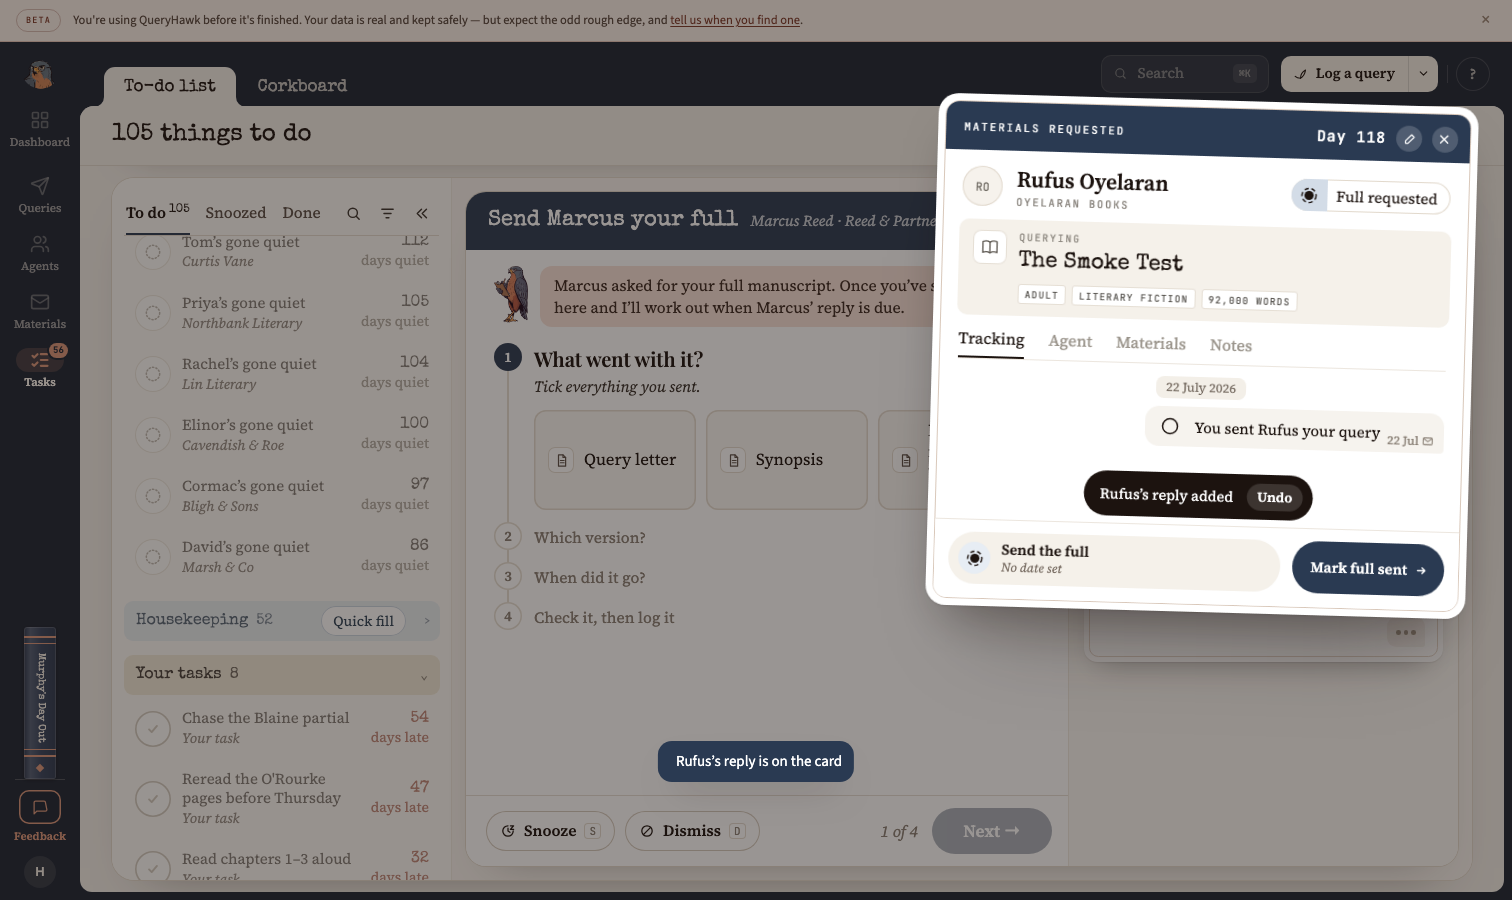 BETA
You're using QueryHawk before it's finished. Your data is real and kept safely — but expect the odd rough edge, and tell us when you find one.
To-do list
Corkboard
Search
⌘K
Log a query
?
Dashboard
Queries
Agents
Materials
56
Tasks
Murphy's Day Out
Feedback
H
105 things to do
To do 105
Snoozed
Done
Tom's gone quiet
112
Curtis Vane
days quiet
Priya's gone quiet
105
Northbank Literary
days quiet
Rachel's gone quiet
104
Lin Literary
days quiet
Elinor's gone quiet
100
Cavendish & Roe
days quiet
Cormac's gone quiet
97
Bligh & Sons
days quiet
David's gone quiet
86
Marsh & Co
days quiet
Housekeeping 52
Quick fill
Your tasks 8
Chase the Blaine partial
54
Your task
days late
Reread the O'Rourke
pages before Thursday
47
days late
Your task
Read chapters 1–3 aloud
32
Your task
days late
Send Marcus your full
Marcus Reed · Reed &
Marcus asked for your full manuscript. Once you've
here and I'll work out when Marcus' reply is due.
1
What went with it?
Tick everything you sent.
Query letter
Synopsis
2
Which version?
3
When did it go?
4
Check it, then log it
Rufus's reply is on the card
Snooze
S
Dismiss
D
1 of 4
Next →
MATERIALS REQUESTED
Day 118
RO
Rufus Oyelaran
OYELARAN BOOKS
Full requested
QUERYING
The Smoke Test
ADULT
LITERARY FICTION
92,000 WORDS
Tracking
Agent
Materials
Notes
22 July 2026
You sent Rufus your query
22 Jul
Rufus's reply added
Undo
Send the full
No date set
Mark full sent →